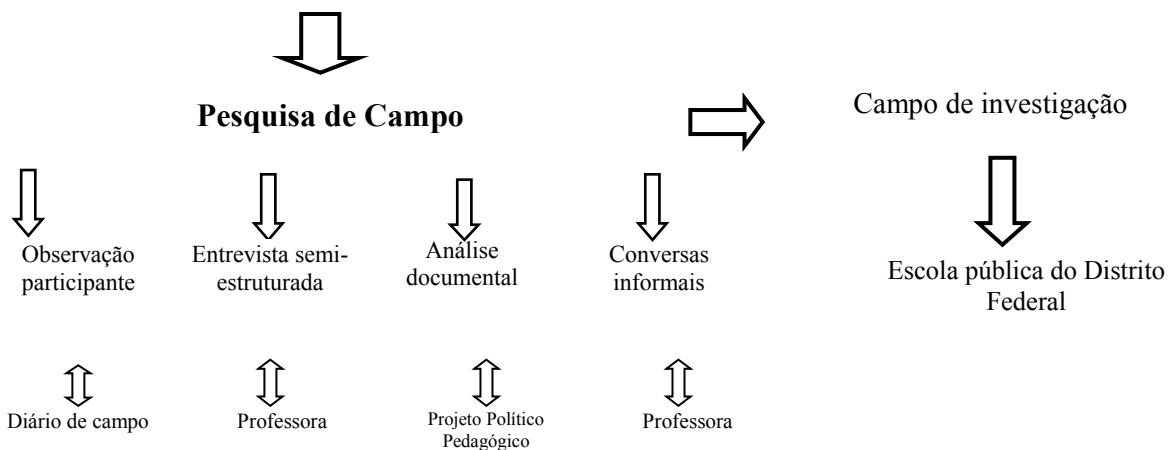 Pesquisa de Campo
Campo de investigação
Observação
participante
Entrevista semi-
estruturada
Análise
documental
Conversas
informais
Escola pública do Distrito
Federal
Diário de campo
Professora
Projeto Político
Pedagógico
Professora